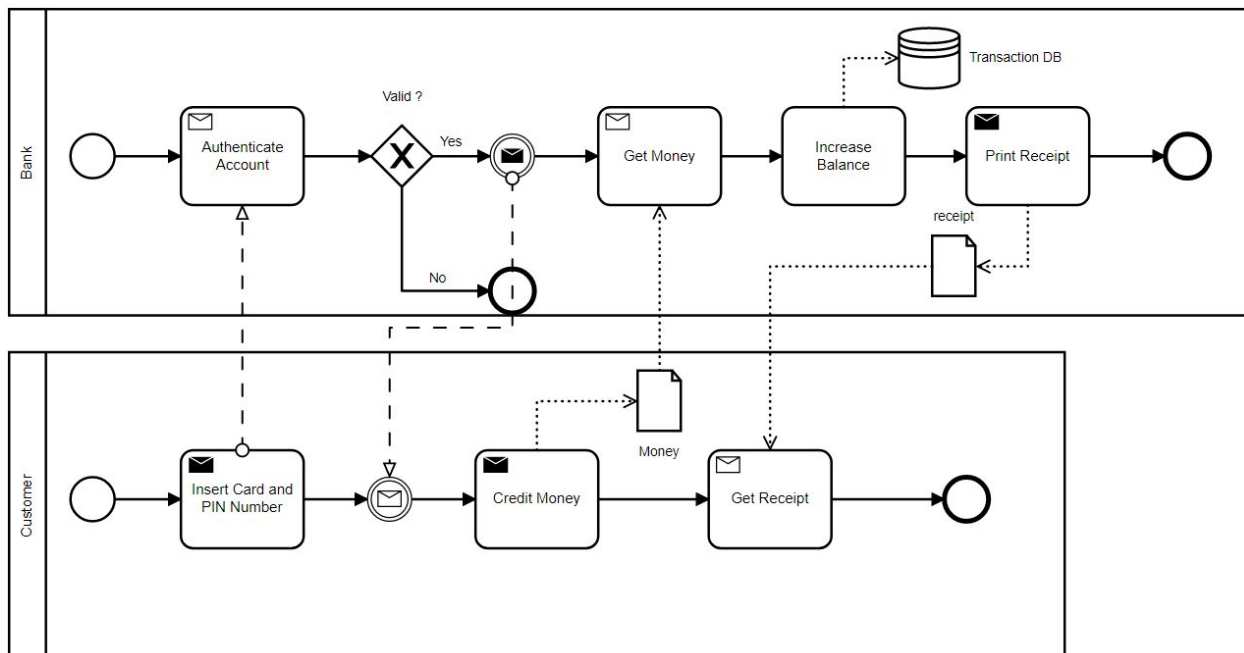 Bank
Valid ?
Authenticate
Account
Yes
No
Get Money
Increase
Balance
Transaction DB
Print Receipt
receipt
Customer
Insert Card and
PIN Number
Credit Money
Money
Get Receipt